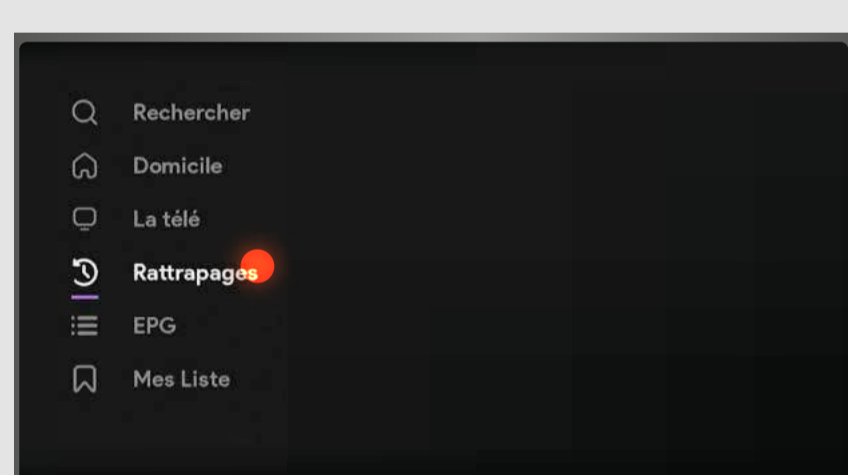 Rechercher
Domicile
La télé
Rattrapages
EPG
Mes Liste